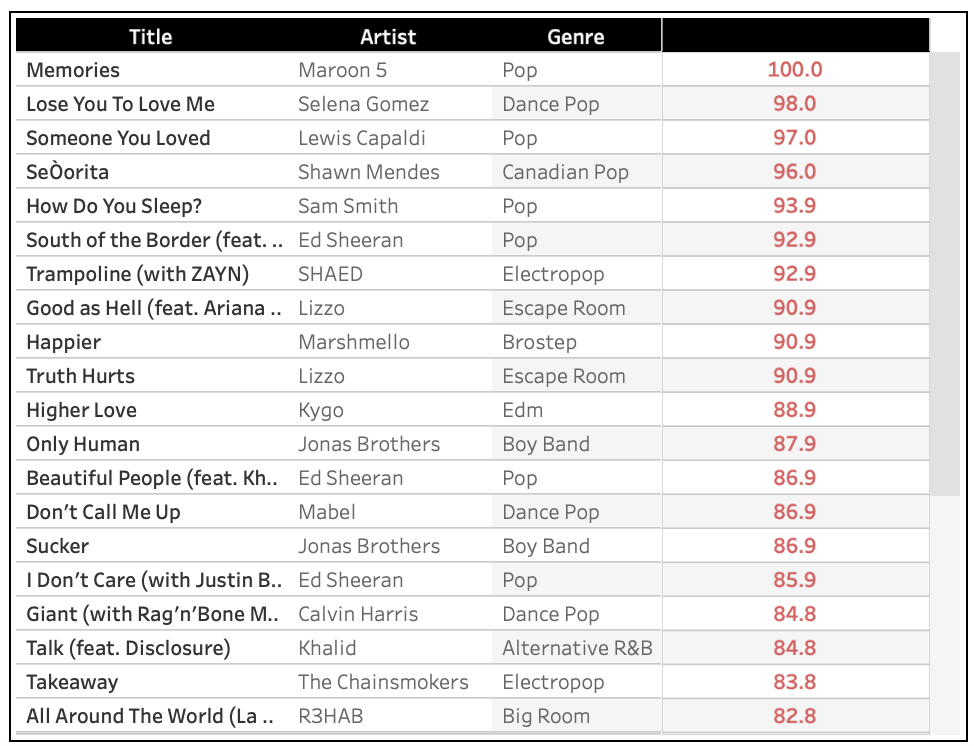 Title Artist Genre
Memories Maroon 5 Pop 100.0
Lose You To Love Me Selena Gomez Dance Pop 98.0
Someone You Loved Lewis Capaldi Pop 97.0
SeÒorita Shawn Mendes Canadian Pop 96.0
How Do You Sleep? Sam Smith Pop 93.9
South of the Border (feat. .. Ed Sheeran Pop 92.9
Trampoline (with ZAYN) SHAED Electropop 92.9
Good as Hell (feat. Ariana .. Lizzo Escape Room 90.9
Happier Marshmello Brostep 90.9
Truth Hurts Lizzo Escape Room 90.9
Higher Love Kygo Edm 88.9
Only Human Jonas Brothers Boy Band 87.9
Beautiful People (feat. Kh.. Ed Sheeran Pop 86.9
Don’t Call Me Up Mabel Dance Pop 86.9
Sucker Jonas Brothers Boy Band 86.9
I Don’t Care (with Justin B.. Ed Sheeran Pop 85.9
Giant (with Rag’n’Bone M.. Calvin Harris Dance Pop 84.8
Talk (feat. Disclosure) Khalid Alternative R&B 84.8
Takeaway The Chainsmokers Electropop 83.8
All Around The World (La .. R3HAB Big Room 82.8